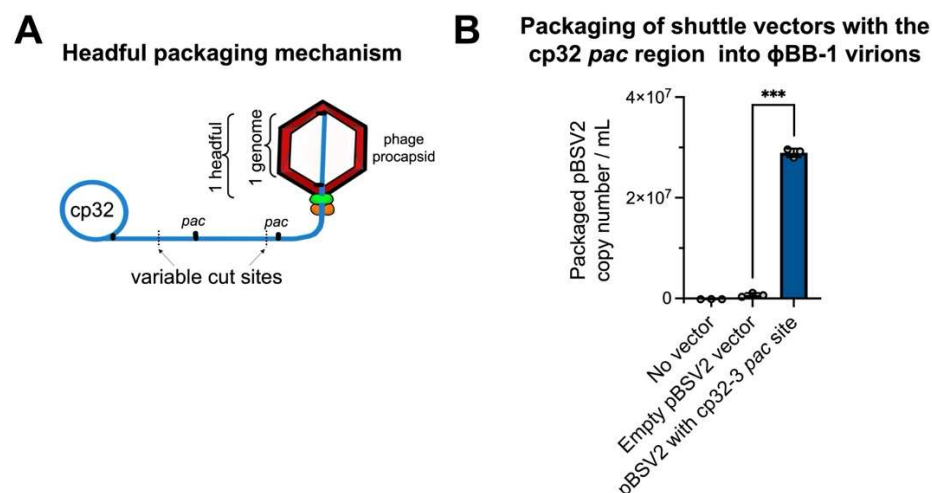 A
Headful packaging mechanism
1 headful
1 genome
phage
procapsid
cp32
pac
pac
variable cut sites
B
Packaging of shuttle vectors with the
cp32 pac region into ϕBB-1 virions
***
Packaged pBSV2
copy number / mL
4×10⁷
2×10⁷
0
No vector
Empty pBSV2 vector
pBSV2 with cp32-3 pac site